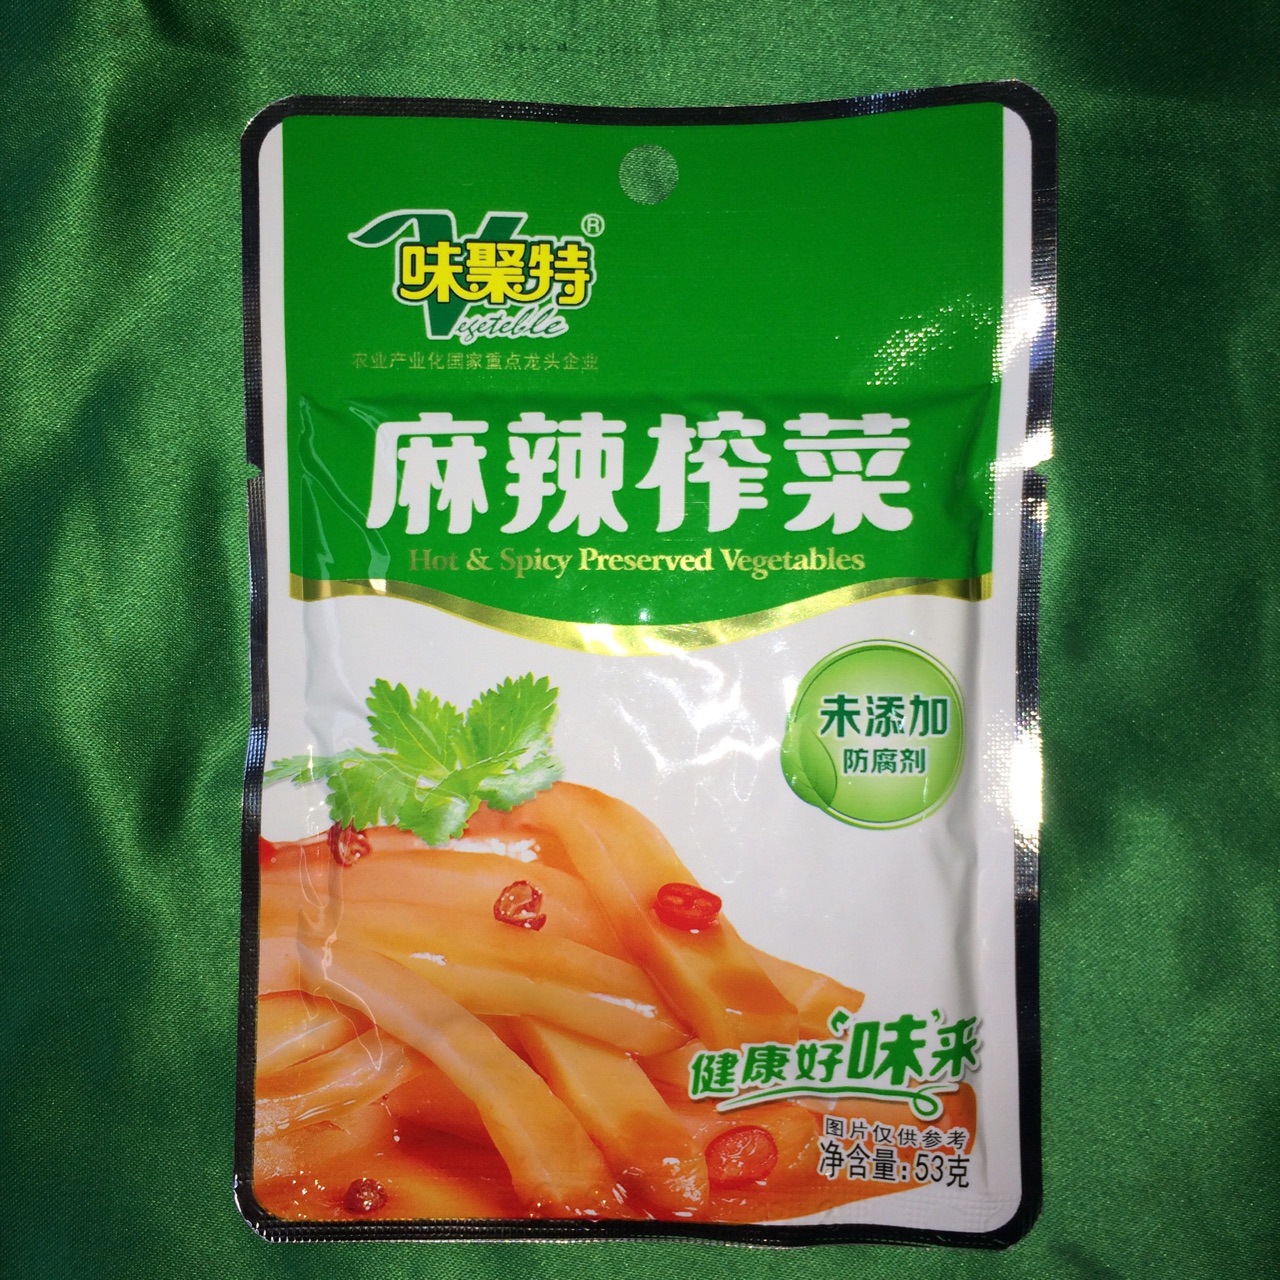 味聚特®
Vegeteble
农业产业化国家重点龙头企业
麻辣榨菜
Hot & Spicy Preserved Vegetables
未添加
防腐剂
健康好“味”来
图片仅供参考
净含量:53克